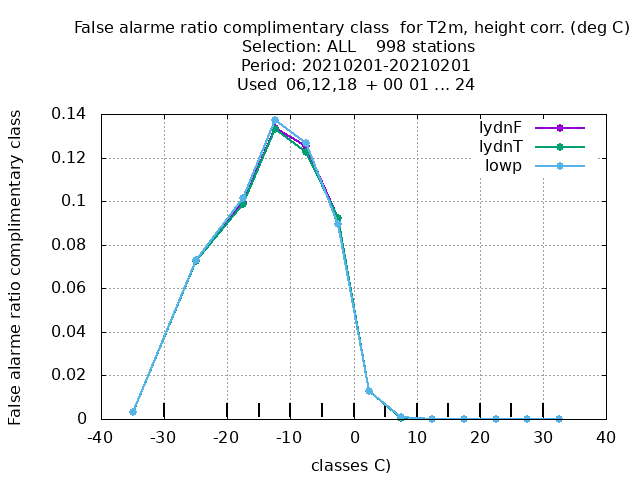 False alarme ratio complimentary class  for T2m, height corr. (deg C)
Selection: ALL    998 stations
Period: 20210201-20210201
Used  06,12,18  + 00 01 ... 24
False alarme ratio complimentary class
0.14
0.12
0.1
0.08
0.06
0.04
0.02
0
lydnF
lydnT
lowp
-40 -30 -20 -10 0 10 20 30 40
classes C)